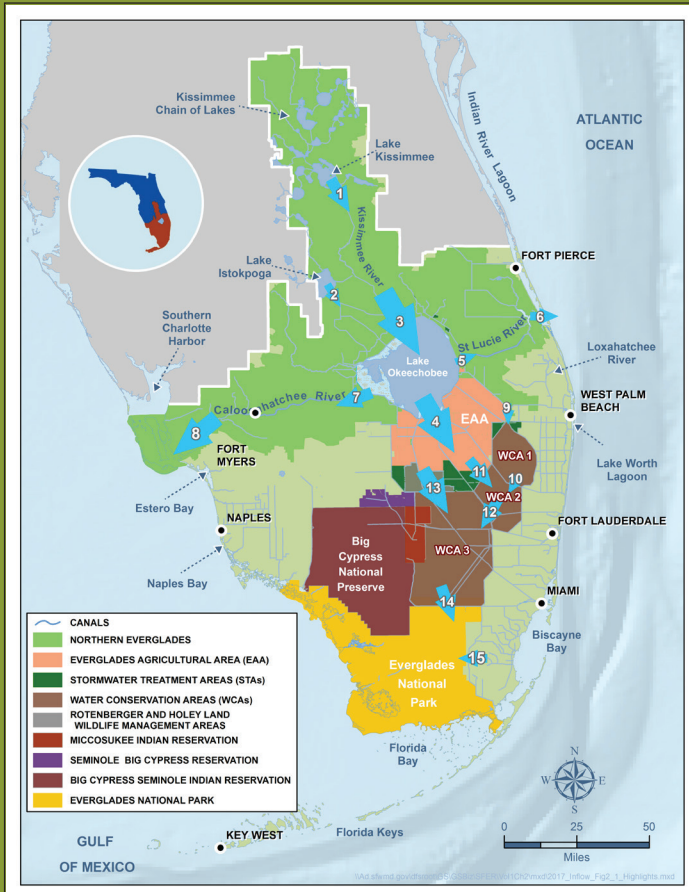 Kissimmee
Chain of Lakes
Lake
Kissimmee
Indian River Lagoon
ATLANTIC
OCEAN
1
Kissimmee River
Lake
Istokpoga
2
FORT PIERCE
3
6
Southern
Charlotte
Harbor
St Lucie River
Lake
Okeechobee
5
Loxahatchee
River
7
Caloosahatchee River
4
EAA
9
WEST PALM
BEACH
8
FORT
MYERS
WCA 1
Lake Worth
Lagoon
11
13
10
WCA 2
12
Estero Bay
NAPLES
FORT LAUDERDALE
Big
Cypress
National
Preserve
WCA 3
Naples Bay
14
MIAMI
Biscayne
Bay
15
Everglades
National
Park
Florida
Bay
CANALS
NORTHERN EVERGLADES
EVERGLADES AGRICULTURAL AREA (EAA)
STORMWATER TREATMENT AREAS (STAs)
WATER CONSERVATION AREAS (WCAs)
ROTENBERGER AND HOLEY LAND
WILDLIFE MANAGEMENT AREAS
MICCOSUKEE INDIAN RESERVATION
SEMINOLE BIG CYPRESS RESERVATION
BIG CYPRESS SEMINOLE INDIAN RESERVATION
EVERGLADES NATIONAL PARK
N
W E
S
0 25 50
Miles
GULF
OF MEXICO
KEY WEST
Florida Keys